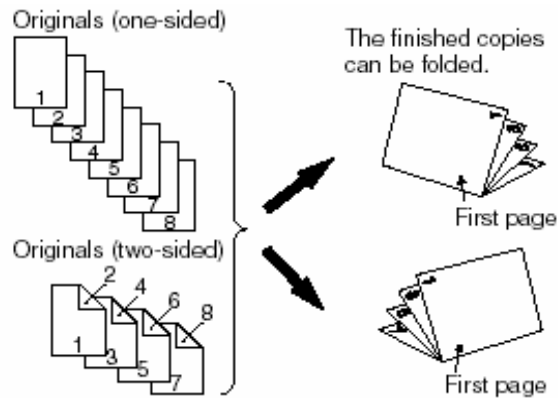 Originals (one-sided)
1
2
3
4
5
6
7
8
Originals (two-sided)
2
4
6
8
1
3
5
7
The finished copies
can be folded.
First page
First page